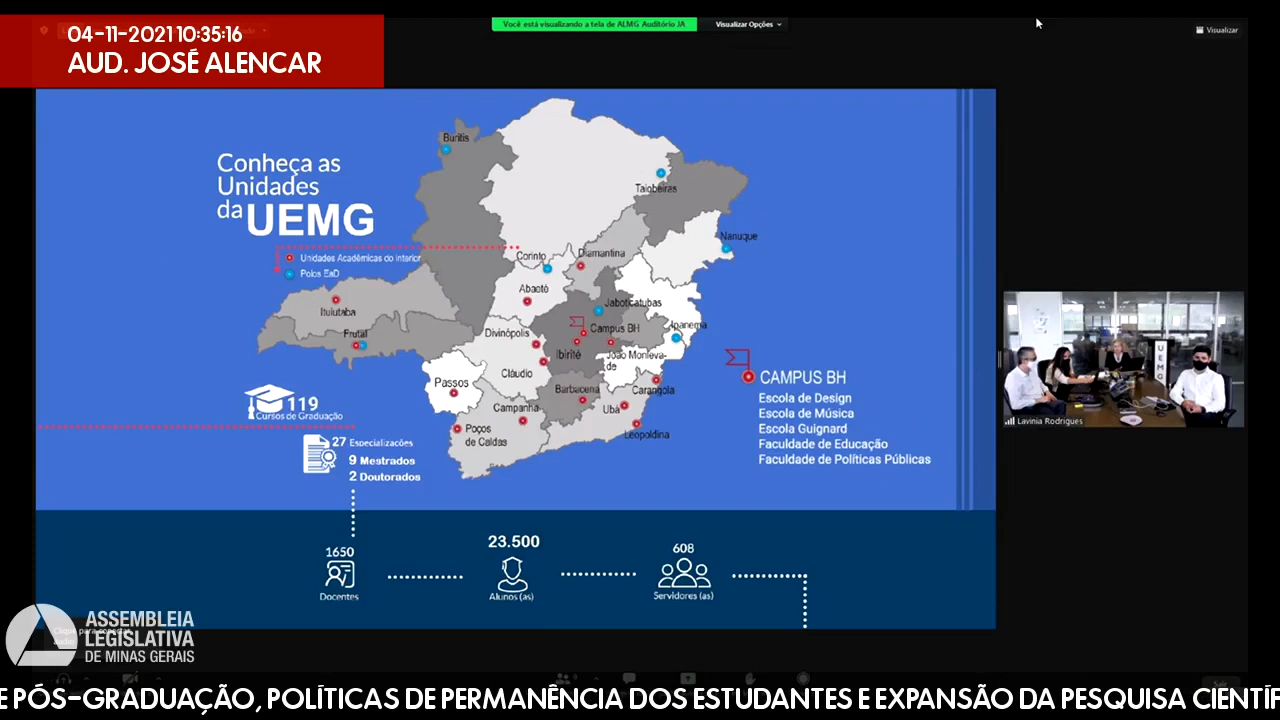 04-11-2021 10:35:16
AUD. JOSÉ ALENCAR
Você está visualizando a tela de ALMG Auditório JA
Visualizar Opções
Visualizar
Conheça as
Unidades
da UEMG
Unidades Acadêmicas do Interior
Polos EaD
Buritis
Taiobeiras
Nanuque
Corinto
Diamantina
Abaeté
Jaboticatubas
Ituiutaba
Frutal
Divinópolis
Campus BH
Ipanema
Ibirité
João Monleva-
de
Cláudio
Passos
Barbacena
Carangola
Campanha
Ubá
Leopoldina
Poços
de Caldas
CAMPUS BH
Escola de Design
Escola de Música
Escola Guignard
Faculdade de Educação
Faculdade de Políticas Públicas
119
Cursos de Graduação
27 Especializações
9 Mestrados
2 Doutorados
1650
Docentes
23.500
Alunos (as)
608
Servidores (as)
UEMG
Lavinia Rodrigues
ASSEMBLEIA
LEGISLATIVA
DE MINAS GERAIS
E PÓS-GRADUAÇÃO, POLÍTICAS DE PERMANÊNCIA DOS ESTUDANTES E EXPANSÃO DA PESQUISA CIENTÍF